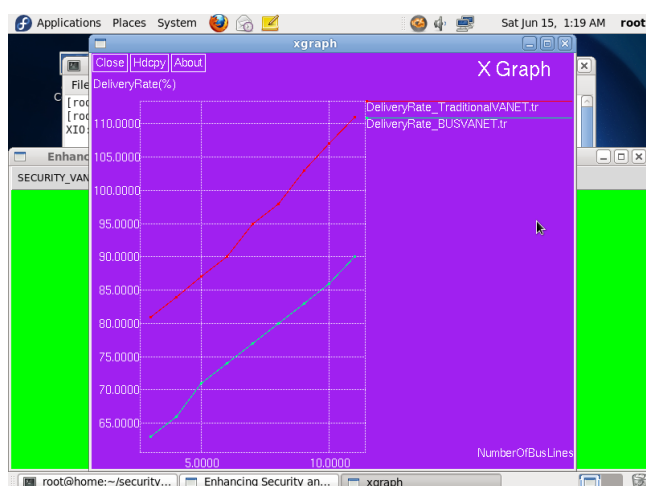 Applications Places System
Sat Jun 15, 1:19 AM root
xgraph
Close Hdcpy About
X Graph
File
DeliveryRate(%)
[roo
[roo
XIO:
DeliveryRate_TraditionalVANET.tr
DeliveryRate_BUSVANET.tr
Enhanc
SECURITY_VAN
110.0000
105.0000
100.0000
95.0000
90.0000
85.0000
80.0000
75.0000
70.0000
65.0000
5.0000
10.0000
NumberOfBusLines
root@home:~/security...
Enhancing Security an...
xgraph